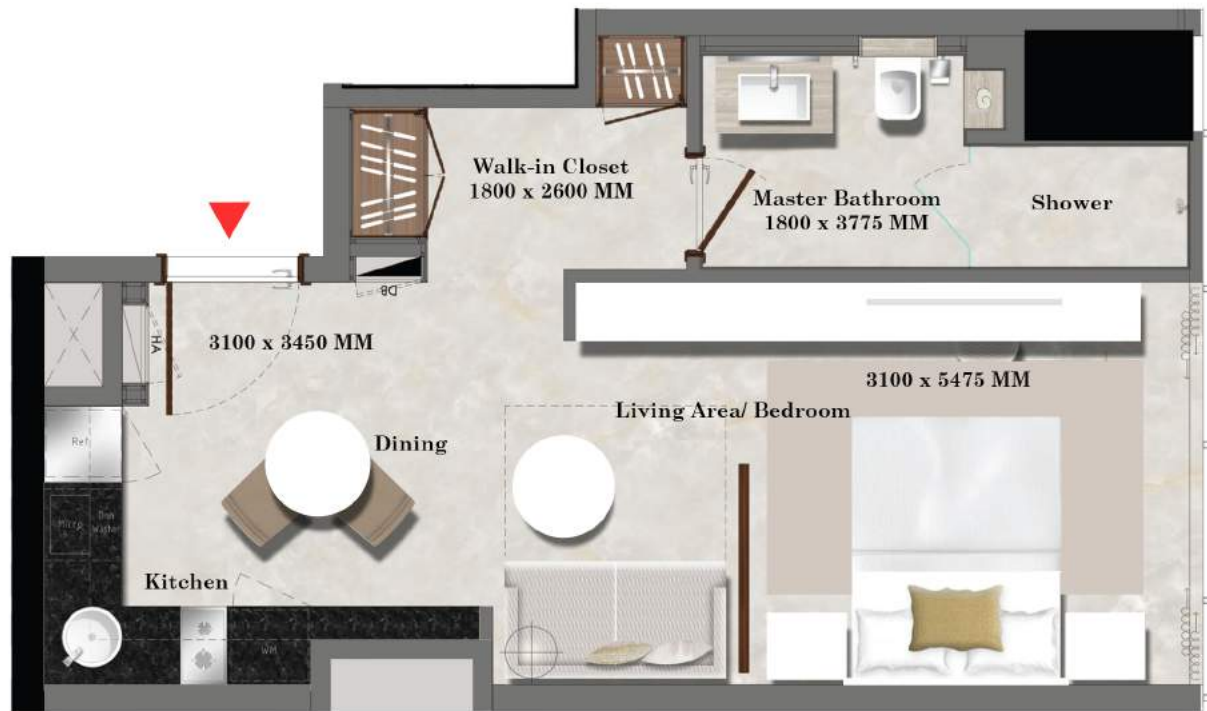 Walk-in Closet
1800 x 2600 MM
Master Bathroom
1800 x 3775 MM
Shower
DB
HA
3100 x 3450 MM
3100 x 5475 MM
Living Area/ Bedroom
Ref
Dining
Micro
Dish
Washer
Kitchen
WM